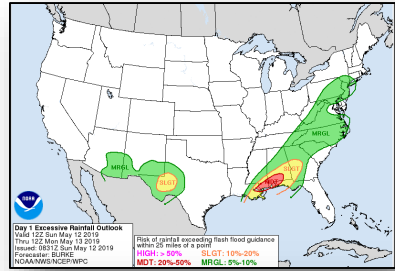 MRGL
MRGL
SLGT
SLGT
NOAA
Day 1 Excessive Rainfall Outlook
Valid 12Z Sun May 12 2019
Thru 12Z Mon May 13 2019
Issued: 0831Z Sun May 12 2019
Forecaster: BURKE
NOAA/NWS/NCEP/WPC
Risk of rainfall exceeding flash flood guidance
within 25 miles of a point
HIGH: > 50% SLGT: 10%-20%
MDT: 20%-50% MRGL: 5%-10%